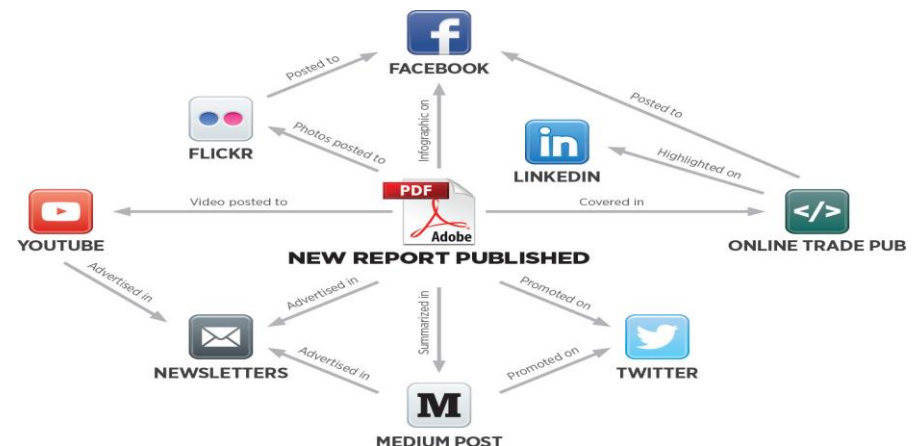 f
FACEBOOK
Posted to
Infographic on
Posted to
FLICKR
Photos posted to
in
LINKEDIN
Highlighted on
PDF
Adobe
Video posted to
Covered in
</>
YOUTUBE
NEW REPORT PUBLISHED
ONLINE TRADE PUB
Advertised in
Advertised in
Summarized in
Promoted on
NEWSLETTERS
Advertised in
Promoted on
TWITTER
M
MEDIUM POST